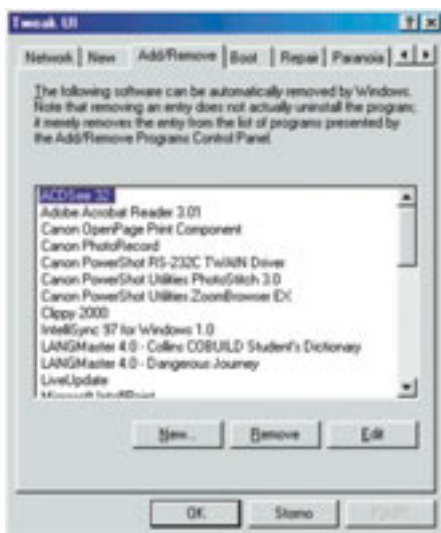 Tweak UI
Network New Add/Remove Boot Repair Paranoia
The following software can be automatically removed by Windows.
Note that removing an entry does not actually uninstall the program;
it merely removes the entry from the list of programs presented by
the Add/Remove Programs Control Panel.
ACDSee 32
Adobe Acrobat Reader 3.01
Canon OpenPage Print Component
Canon PhotoRecord
Canon PowerShot RS-232C TWAIN Driver
Canon PowerShot Utilities PhotoStitch 3.0
Canon PowerShot Utilities ZoomBrowser EX
Clippy 2000
IntelliSync 97 for Windows 1.0
LANGMaster 4.0 - Collins COBUILD Student's Dictionary
LANGMaster 4.0 - Dangerous Journey
LiveUpdate
Microsoft IntelliPoint
New... Remove Edit
OK Storno